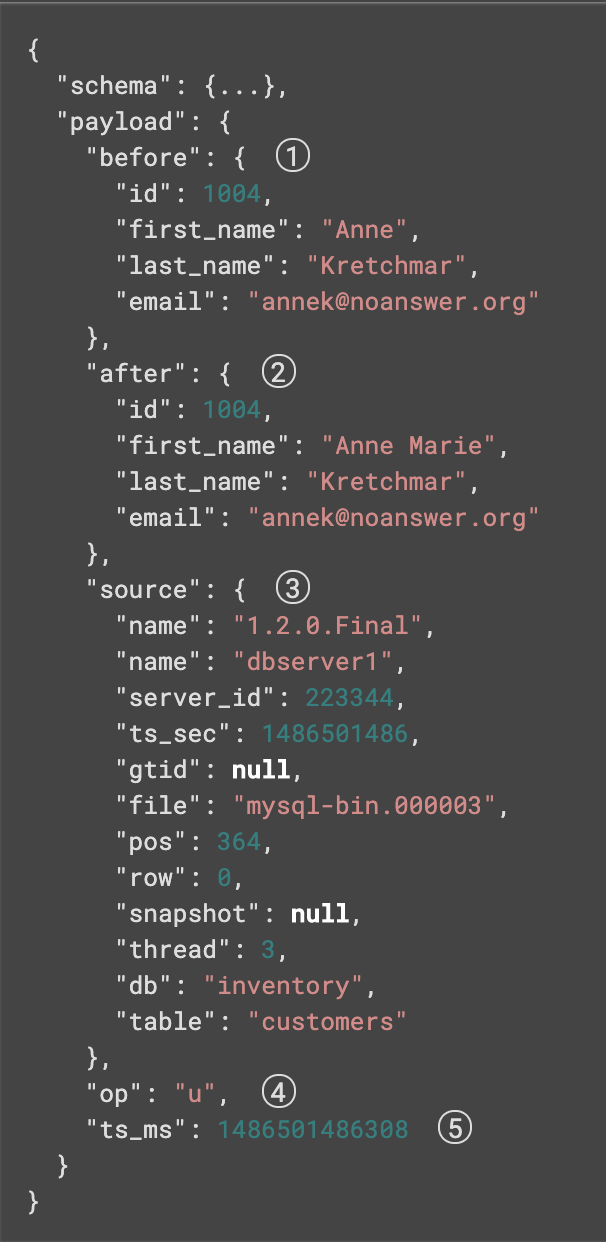 {
  "schema": {...},
  "payload": {
    "before": {  ①
      "id": 1004,
      "first_name": "Anne",
      "last_name": "Kretchmar",
      "email": "annek@noanswer.org"
    },
    "after": {  ②
      "id": 1004,
      "first_name": "Anne Marie",
      "last_name": "Kretchmar",
      "email": "annek@noanswer.org"
    },
    "source": {  ③
      "name": "1.2.0.Final",
      "name": "dbserver1",
      "server_id": 223344,
      "ts_sec": 1486501486,
      "gtid": null,
      "file": "mysql-bin.000003",
      "pos": 364,
      "row": 0,
      "snapshot": null,
      "thread": 3,
      "db": "inventory",
      "table": "customers"
    },
    "op": "u",  ④
    "ts_ms": 1486501486308  ⑤
  }
}